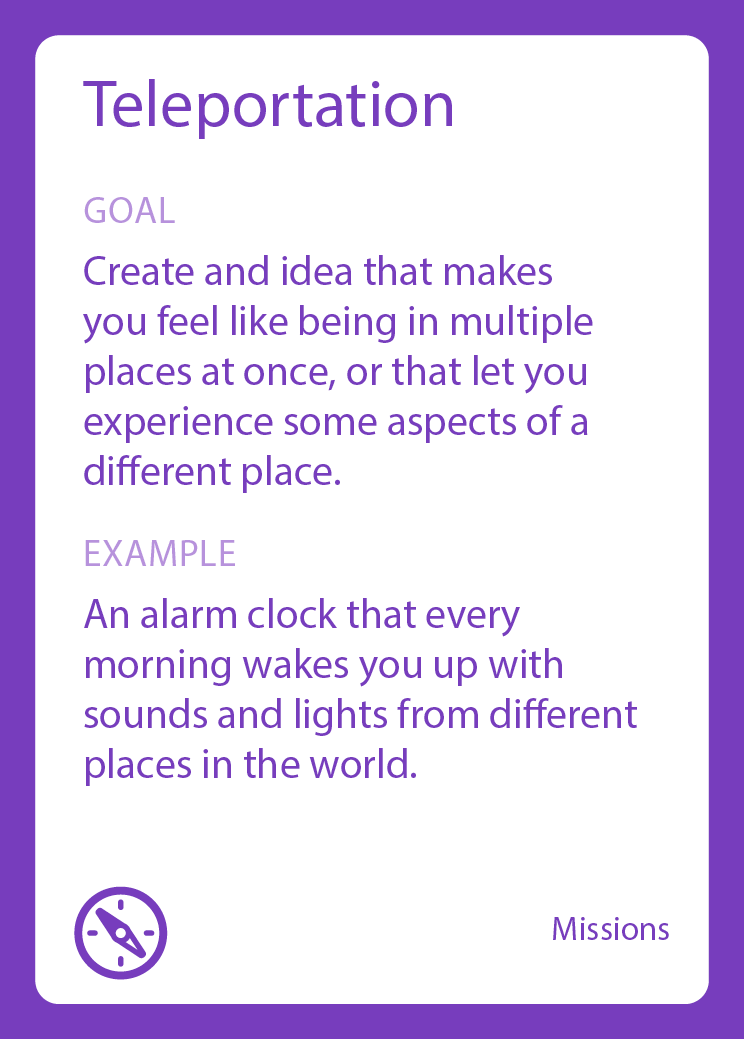 Teleportation
GOAL
Create and idea that makes
you feel like being in multiple
places at once, or that let you
experience some aspects of a
different place.
EXAMPLE
An alarm clock that every
morning wakes you up with
sounds and lights from different
places in the world.
Missions